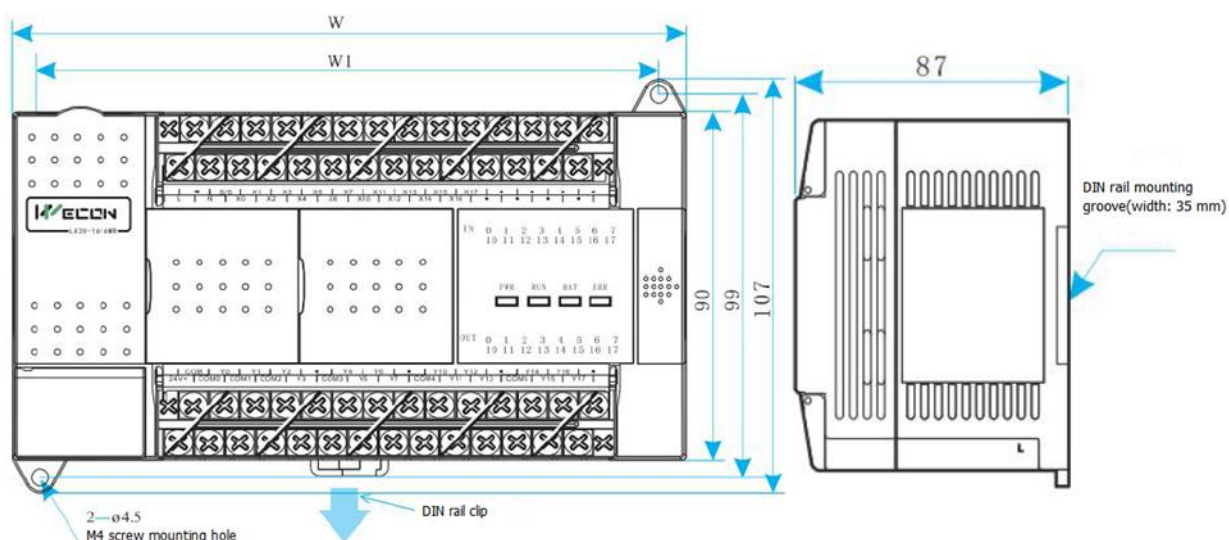 W
W1
87
DIN rail mounting
groove(width: 35 mm)
WECON
LX3V-1616MR
IN 0 1 2 3 4 5 6 7
10 11 12 13 14 15 16 17
PWR RUN BAT ERR
90
99
107
OUT 0 1 2 3 4 5 6 7
10 11 12 13 14 15 16 17
L
DIN rail clip
2—ø4.5
M4 screw mounting hole